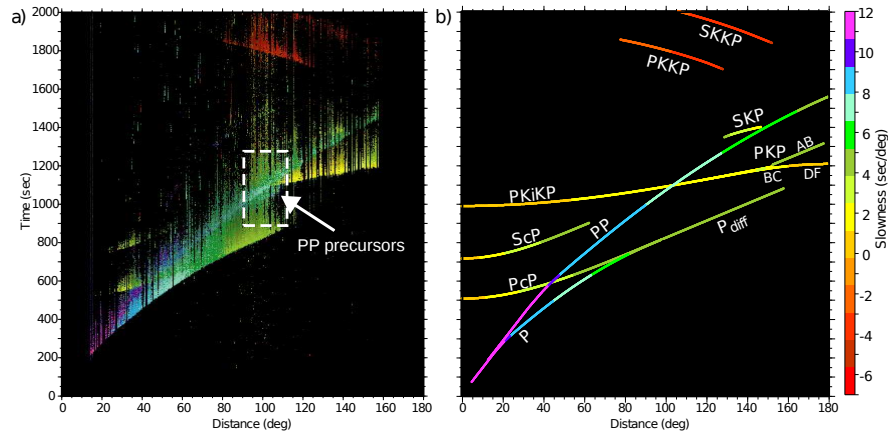 a)
2000
1800
1600
1400
1200
1000
800
600
400
200
0
Time (sec)
0 20 40 60 80 100 120 140 160 180
Distance (deg)
PP precursors
b)
SKKP
PKKP
SKP
PKP
AB
BC
DF
PKiKP
ScP
PP
P diff
PcP
P
0 20 40 60 80 100 120 140 160 180
Distance (deg)
12
10
8
6
4
2
0
-2
-4
-6
Slowness (sec/deg)